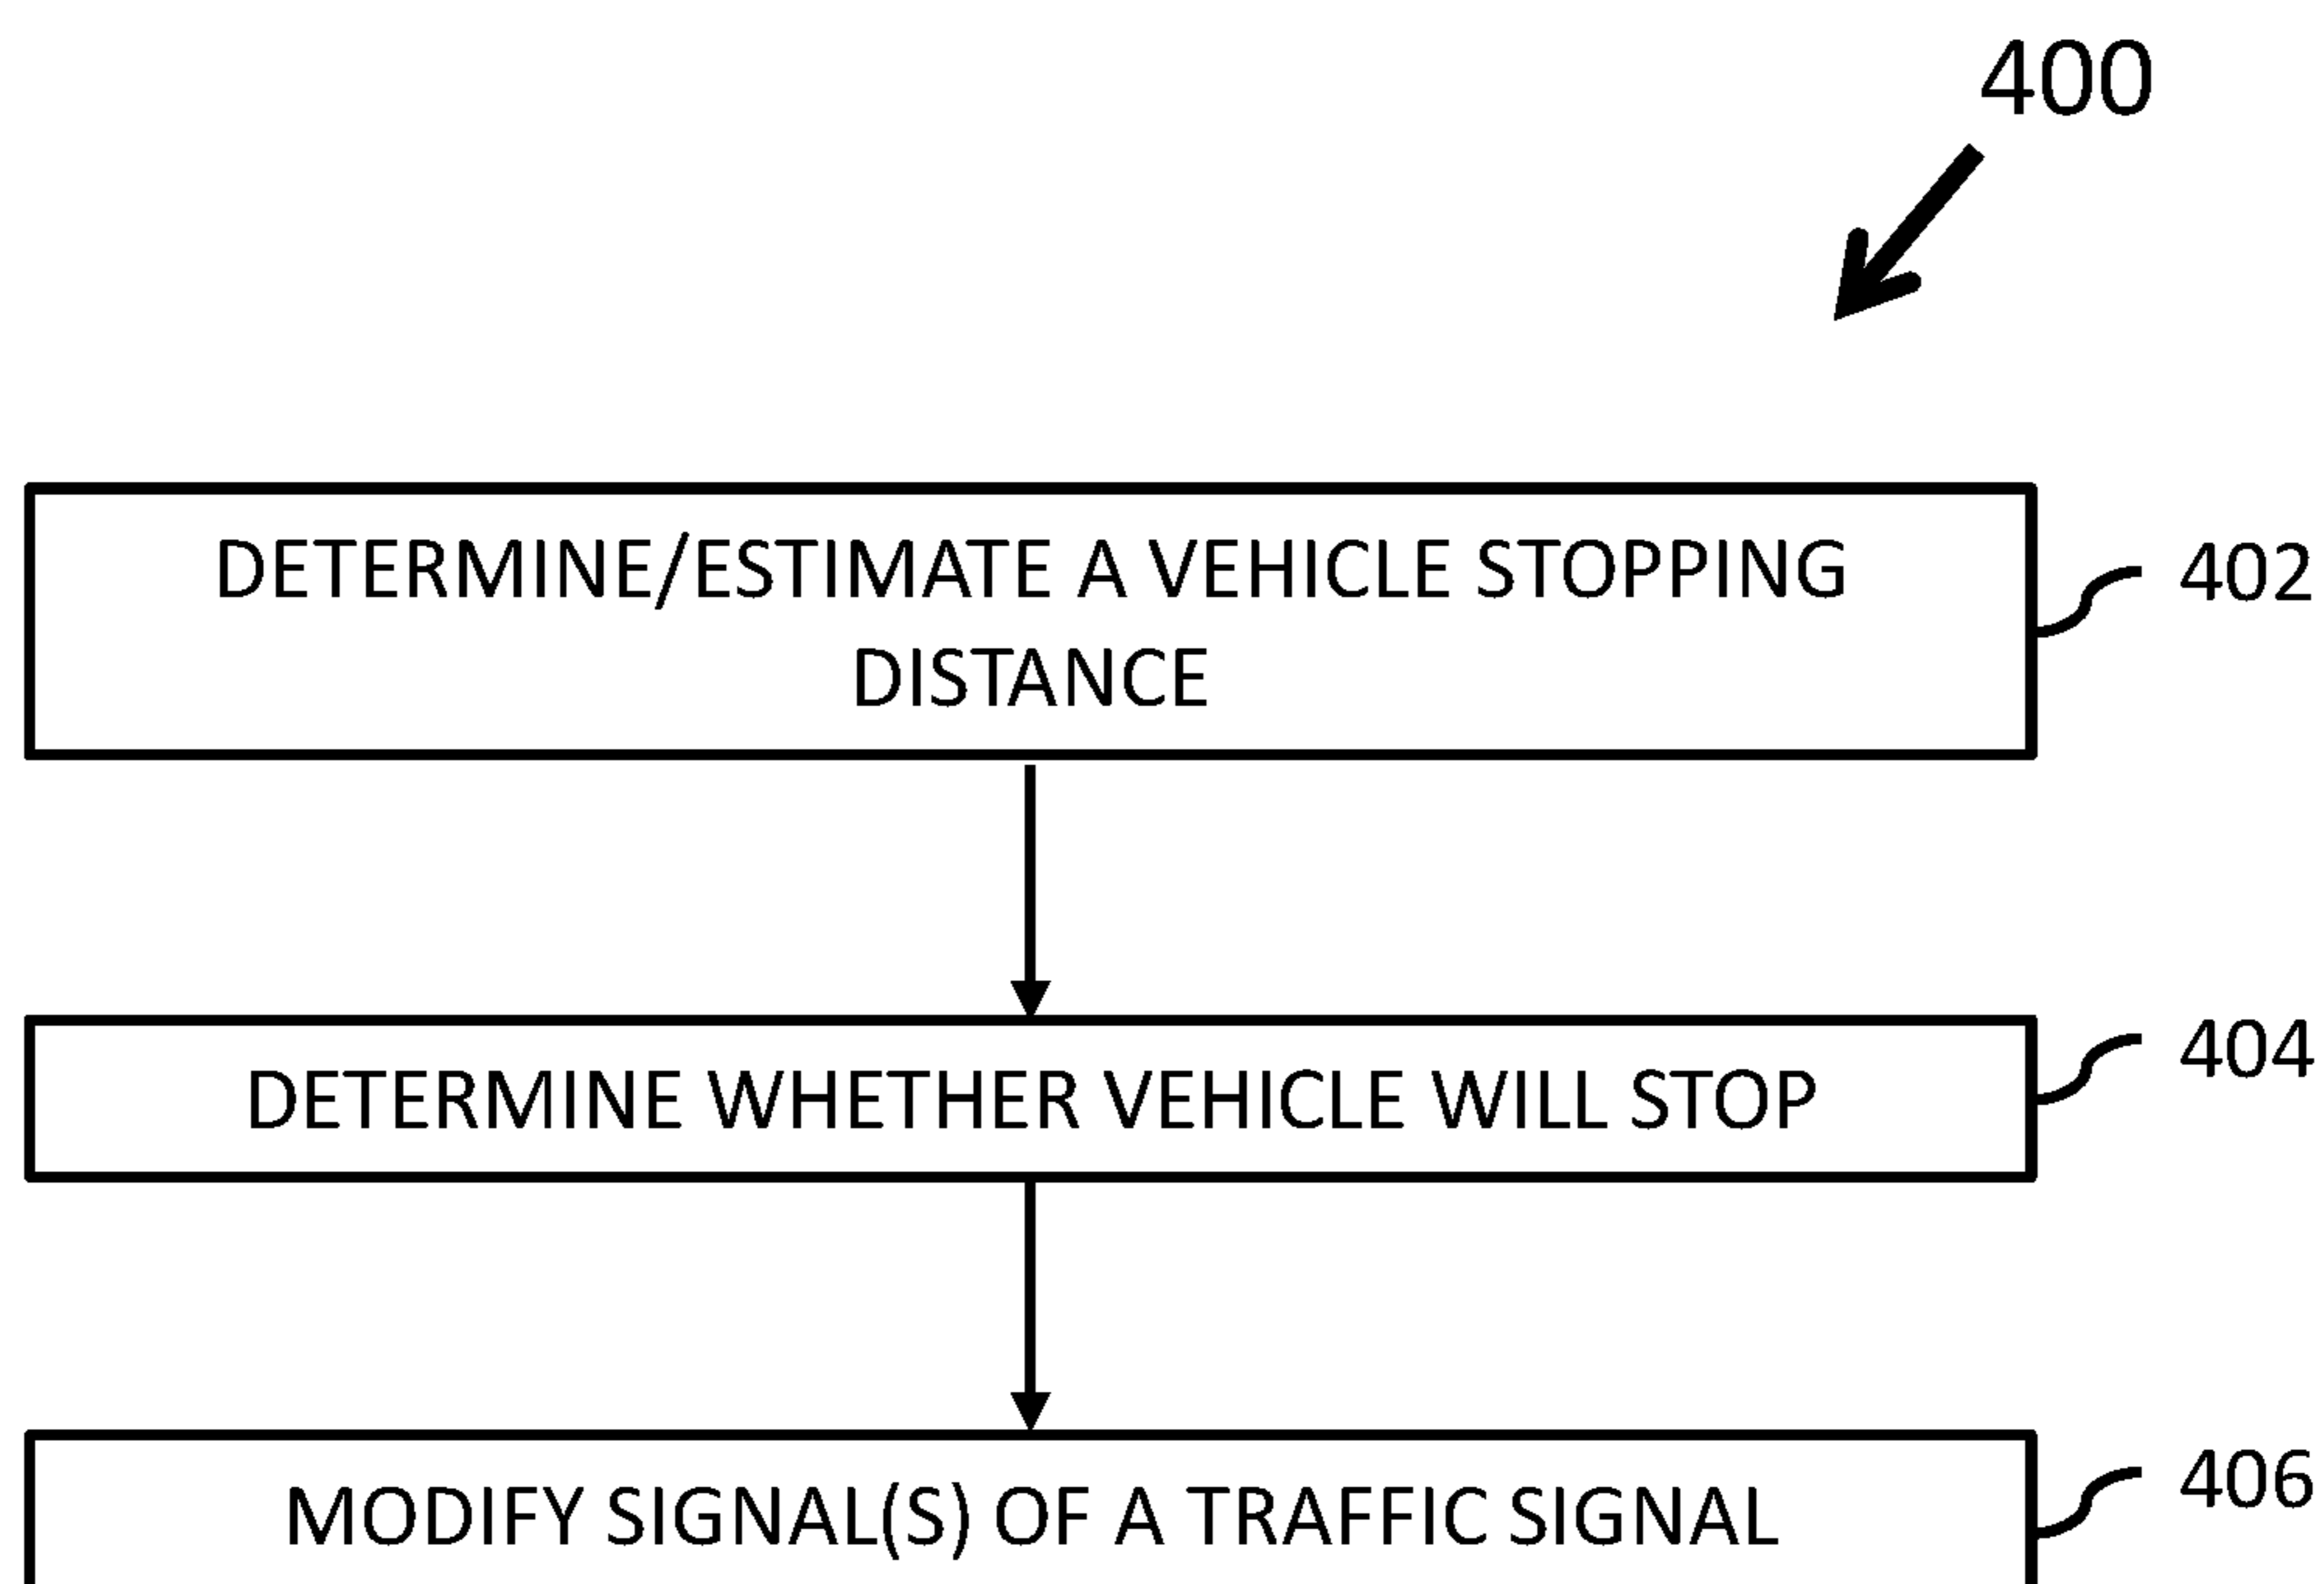 400
DETERMINE/ESTIMATE A VEHICLE STOPPING
DISTANCE
402
DETERMINE WHETHER VEHICLE WILL STOP
404
MODIFY SIGNAL(S) OF A TRAFFIC SIGNAL
406